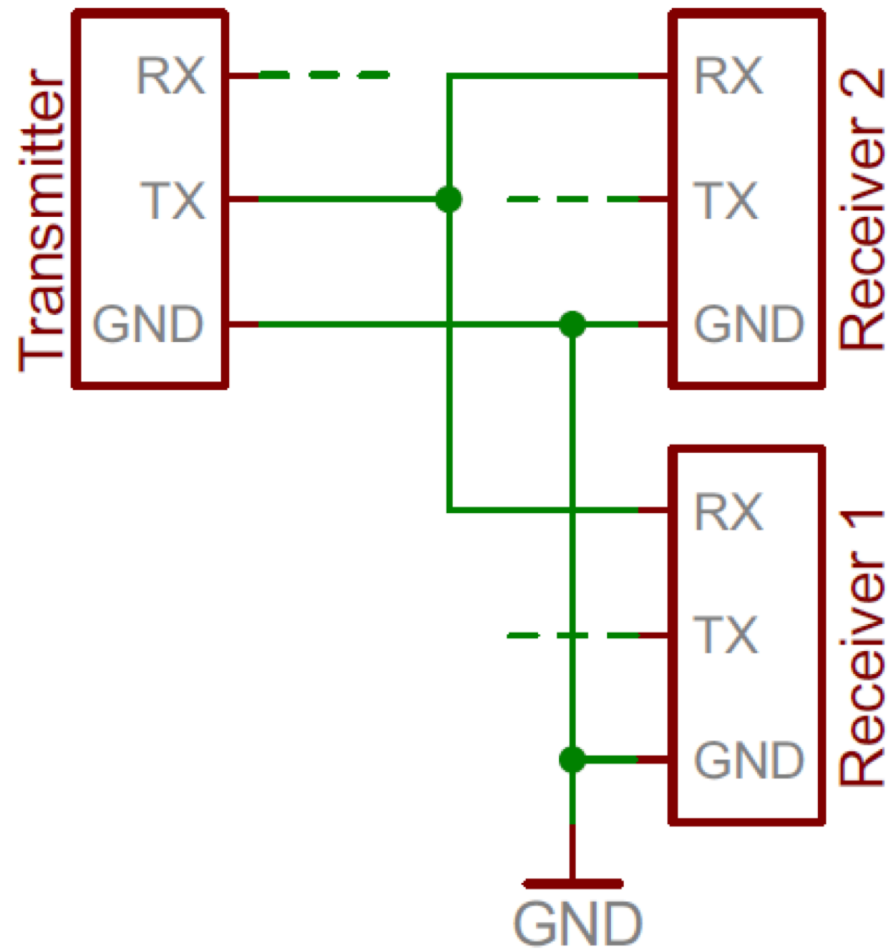 Transmitter
RX
TX
GND
RX
TX
GND
Receiver 2
RX
TX
GND
Receiver 1
GND